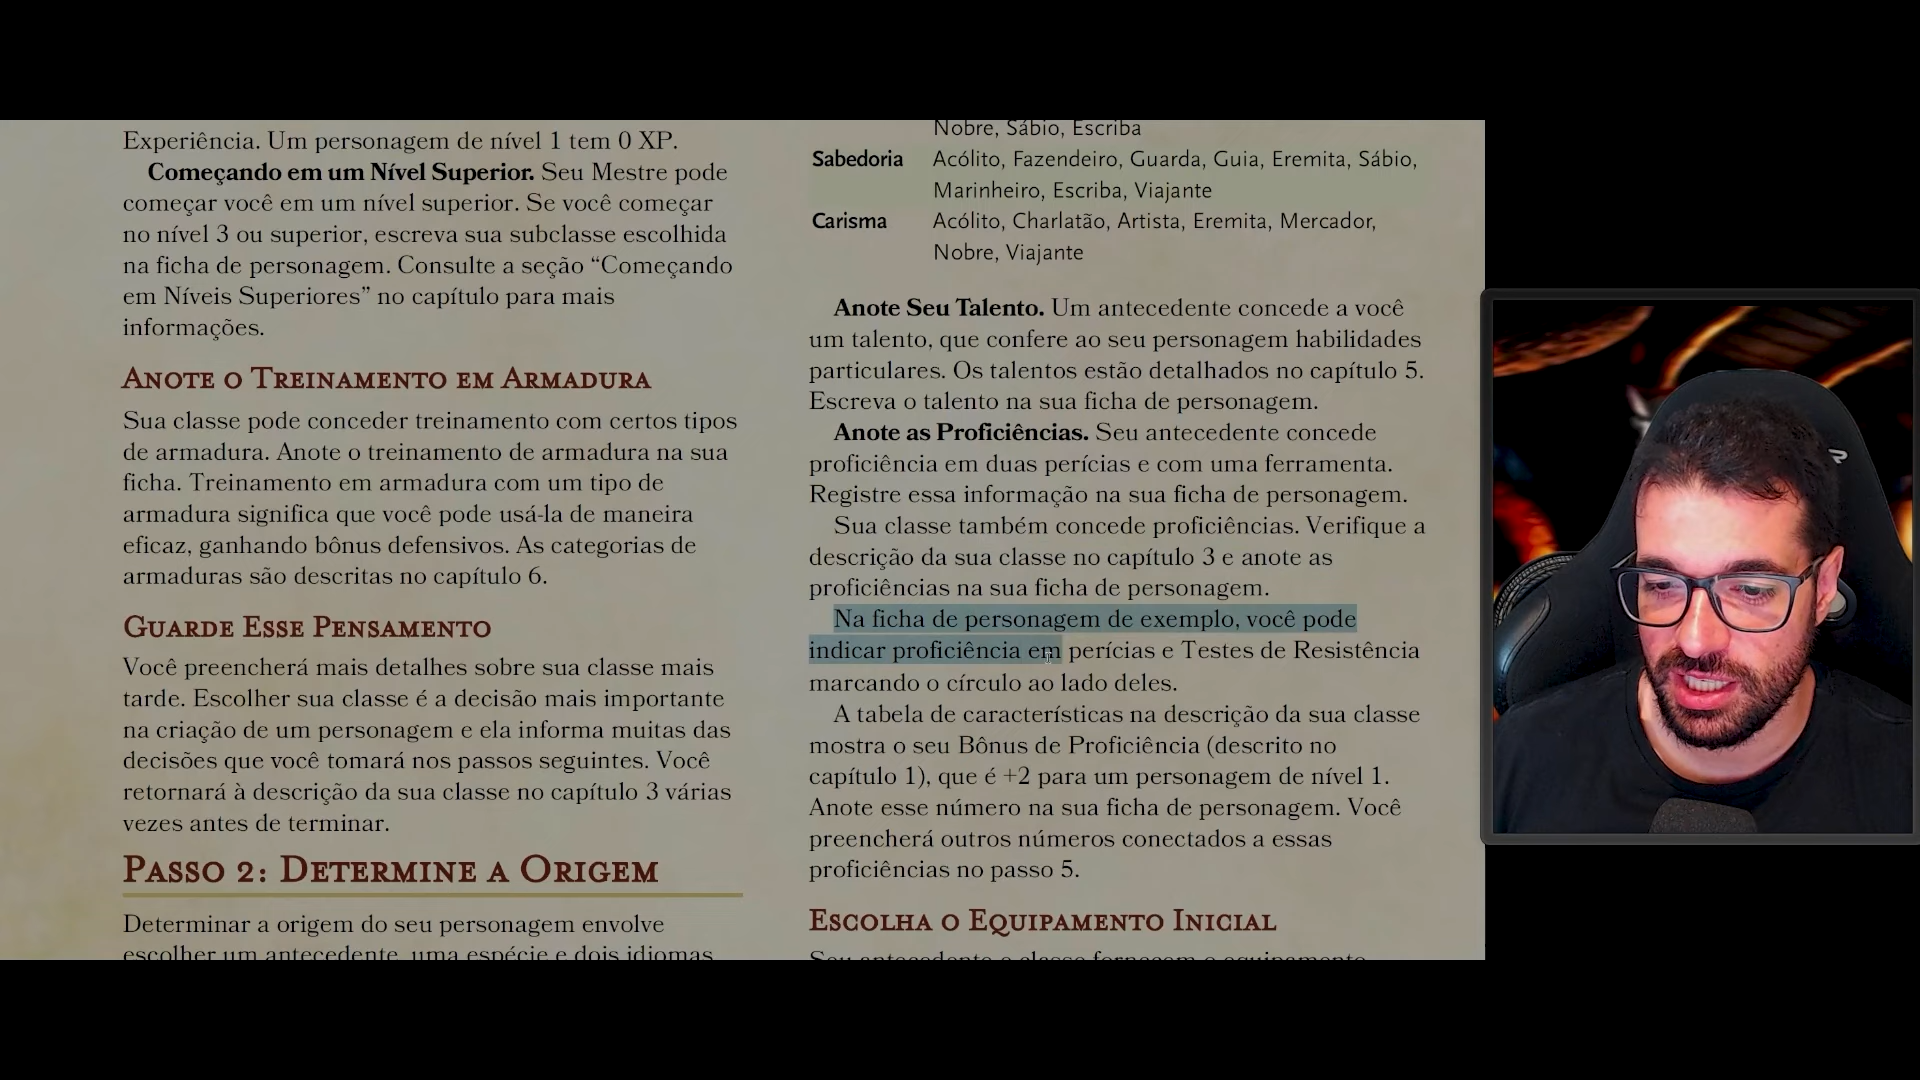 Experiência. Um personagem de nível 1 tem 0 XP.
Começando em um Nível Superior. Seu Mestre pode
começar você em um nível superior. Se você começar
no nível 3 ou superior, escreva sua subclasse escolhida
na ficha de personagem. Consulte a seção “Começando
em Níveis Superiores” no capítulo para mais
informações.
Anote o Treinamento em Armadura
Sua classe pode conceder treinamento com certos tipos
de armadura. Anote o treinamento de armadura na sua
ficha. Treinamento em armadura com um tipo de
armadura significa que você pode usá-la de maneira
eficaz, ganhando bônus defensivos. As categorias de
armaduras são descritas no capítulo 6.
Guarde Esse Pensamento
Você preencherá mais detalhes sobre sua classe mais
tarde. Escolher sua classe é a decisão mais importante
na criação de um personagem e ela informa muitas das
decisões que você tomará nos passos seguintes. Você
retornará à descrição da sua classe no capítulo 3 várias
vezes antes de terminar.
Passo 2: Determine a Origem
Determinar a origem do seu personagem envolve
escolher um antecedente, uma espécie e dois idiomas
Nobre, Sábio, Escriba
Sabedoria Acólito, Fazendeiro, Guarda, Guia, Eremita, Sábio,
Marinheiro, Escriba, Viajante
Carisma Acólito, Charlatão, Artista, Eremita, Mercador,
Nobre, Viajante
Anote Seu Talento. Um antecedente concede a você
um talento, que confere ao seu personagem habilidades
particulares. Os talentos estão detalhados no capítulo 5.
Escreva o talento na sua ficha de personagem.
Anote as Proficiências. Seu antecedente concede
proficiência em duas perícias e com uma ferramenta.
Registre essa informação na sua ficha de personagem.
Sua classe também concede proficiências. Verifique a
descrição da sua classe no capítulo 3 e anote as
proficiências na sua ficha de personagem.
Na ficha de personagem de exemplo, você pode
indicar proficiência em perícias e Testes de Resistência
marcando o círculo ao lado deles.
A tabela de características na descrição da sua classe
mostra o seu Bônus de Proficiência (descrito no
capítulo 1), que é +2 para um personagem de nível 1.
Anote esse número na sua ficha de personagem. Você
preencherá outros números conectados a essas
proficiências no passo 5.
Escolha o Equipamento Inicial
Seu antecedente e classe fornecem o equipamento